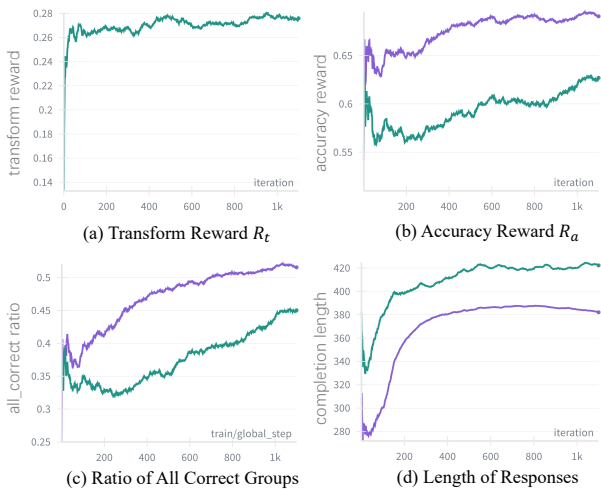 transform reward
0.28
0.26
0.24
0.22
0.2
0.18
0.16
0.14
iteration
0
200
400
600
800
1k
(a) Transform Reward Rₜ
accuracy reward
0.65
0.6
0.55
iteration
200
400
600
800
1k
(b) Accuracy Reward Rₐ
all_correct ratio
0.5
0.45
0.4
0.35
0.3
0.25
train/global_step
200
400
600
800
1k
(c) Ratio of All Correct Groups
completion length
420
400
380
360
340
320
300
280
iteration
200
400
600
800
1k
(d) Length of Responses